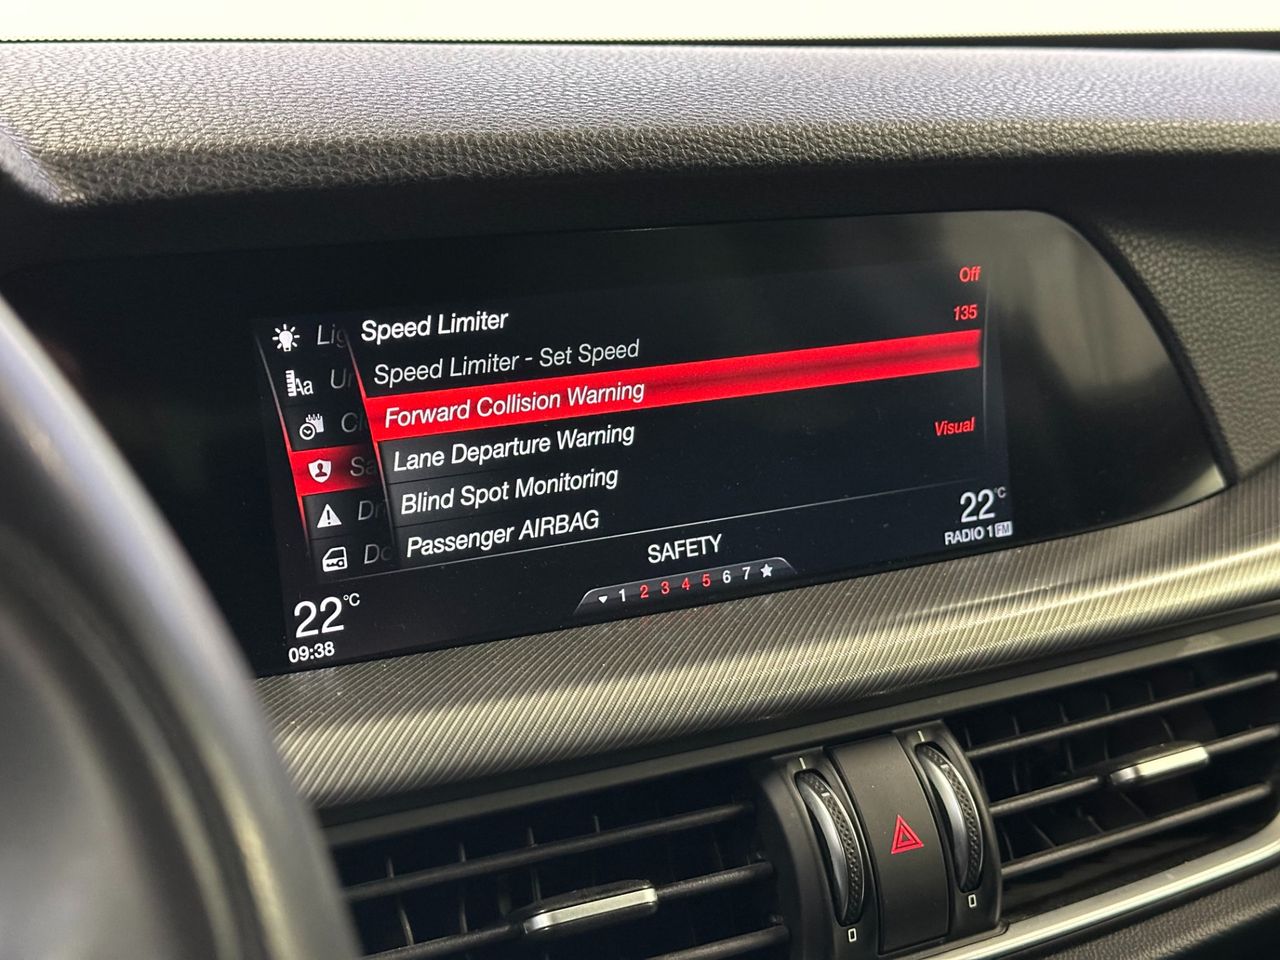 Off
Speed Limiter
135
Speed Limiter - Set Speed
Forward Collision Warning
Lane Departure Warning
Visual
Blind Spot Monitoring
Passenger AIRBAG
Aa
22°C
RADIO 1 FM
SAFETY
1 2 3 4 5 6 7
22°C
09:38